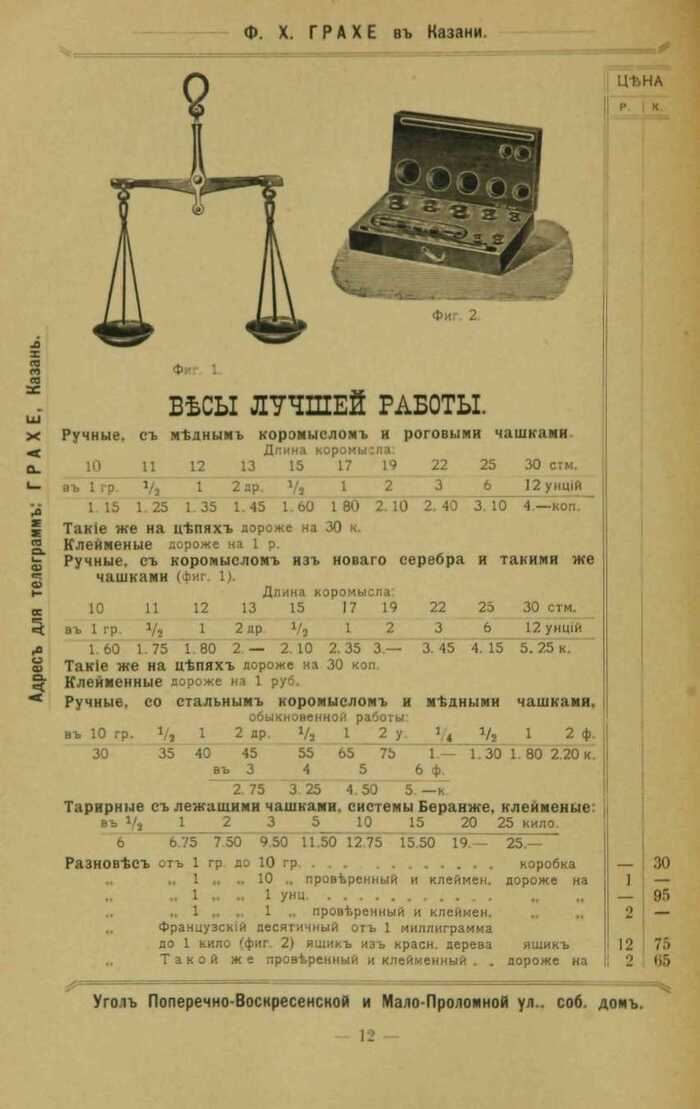 Ф. Х. ГРАХЕ въ Казани.
ЦѢНА
Р. К.
Фиг. 2.
Фиг. 1.
Адресъ для телеграммъ: ГРАХЕ, Казань.
ВѢСЫ ЛУЧШЕЙ РАБОТЫ.
Ручные, съ мѣднымъ коромысломъ и роговыми чашками.
Длина коромысла:
10 11 12 13 15 17 19 22 25 30 стм.
въ 1 гр. ½ 1 2 др. ½ 1 2 3 6 12 унцій
1. 15 1. 25 1. 35 1. 45 1. 60 1 80 2. 10 2. 40 3. 10 4.—коп.
Такіе же на цѣпяхъ дороже на 30 к.
Клейменые дороже на 1 р.
Ручные, съ коромысломъ изъ новаго серебра и такими же
чашками (фиг. 1).
Длина коромысла:
10 11 12 13 15 17 19 22 25 30 стм.
въ 1 гр. ½ 1 2 др. ½ 1 2 3 6 12 унцій
1. 60 1. 75 1. 80 2. — 2. 10 2. 35 3.— 3. 45 4. 15 5. 25 к.
Такіе же на цѣпяхъ дороже на 30 коп.
Клейменные дороже на 1 руб.
Ручные, со стальнымъ коромысломъ и мѣдными чашками,
обыкновенной работы:
въ 10 гр. ½ 1 2 др. ½ 1 2 у. ¼ ½ 1 2 ф.
30 35 40 45 55 65 75 1.— 1. 30 1. 80 2.20 к.
въ 3 4 5 6 ф.
2. 75 3. 25 4. 50 5. —к.
Тарирные съ лежащими чашками, системы Беранже, клейменые:
въ ½ 1 2 3 5 10 15 20 25 кило.
6 6.75 7.50 9.50 11.50 12.75 15.50 19.— 25.—
Разновѣсъ отъ 1 гр. до 10 гр. . . . . . . . . . . . . коробка — 30
„ „ 1 „ „ 10 „ провѣренный и клеймен. дороже на 1 —
„ „ 1 „ „ 1 унц. . . . . . . . . . . . . „ „ — 95
„ „ 1 „ „ 1 „ провѣренный и клеймен. „ „ 2 —
„ Французскій десятичный отъ 1 миллиграмма
до 1 кило (фиг. 2) ящикъ изъ красн. дерева ящикъ 12 75
„ Такой же провѣренный и клейменный . . дороже на 2 65
Уголъ Поперечно-Воскресенской и Мало-Проломной ул.. соб. домъ.
— 12 —